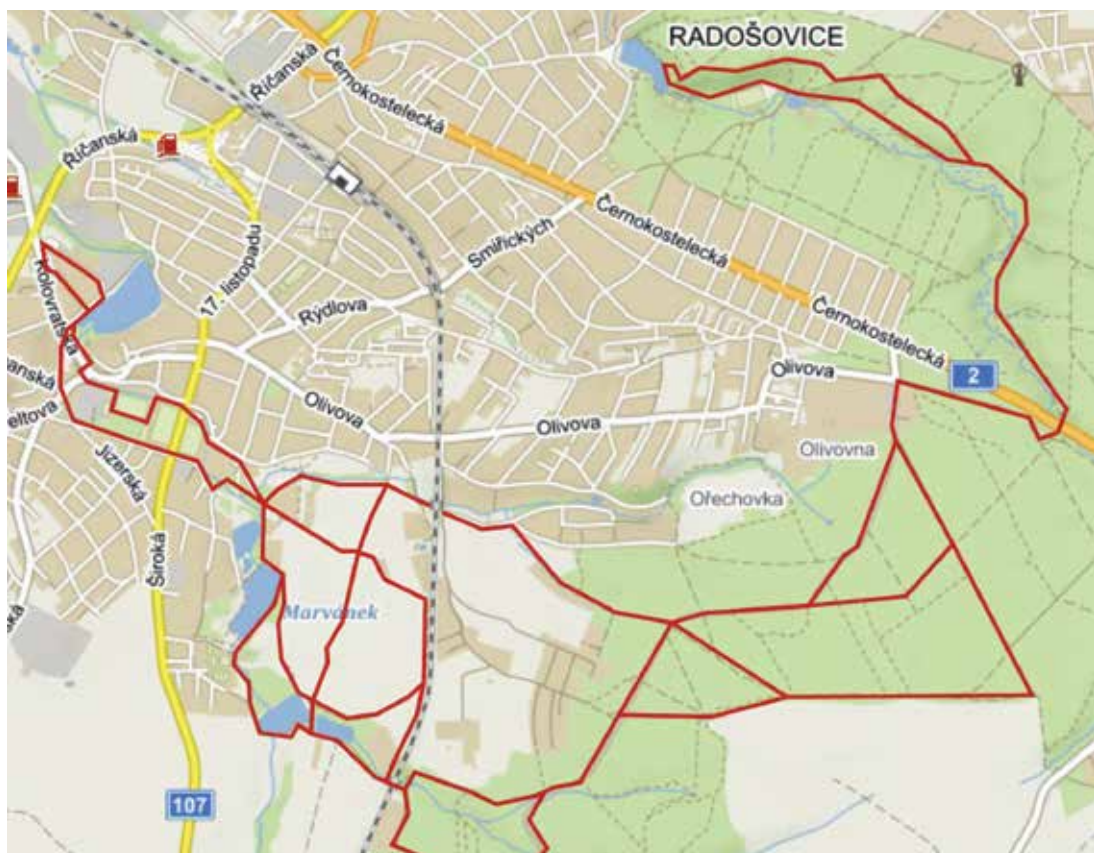 RADOŠOVICE
Říčanská
Černokostelecká
Říčanská
Černokostelecká
Smiřických
Kolovratská
17. listopadu
Rýdlova
Černokostelecká
2
Olivova
Olivova
Olivova
Olivovna
Jizerská
Ořechovka
Široká
Marvánek
107